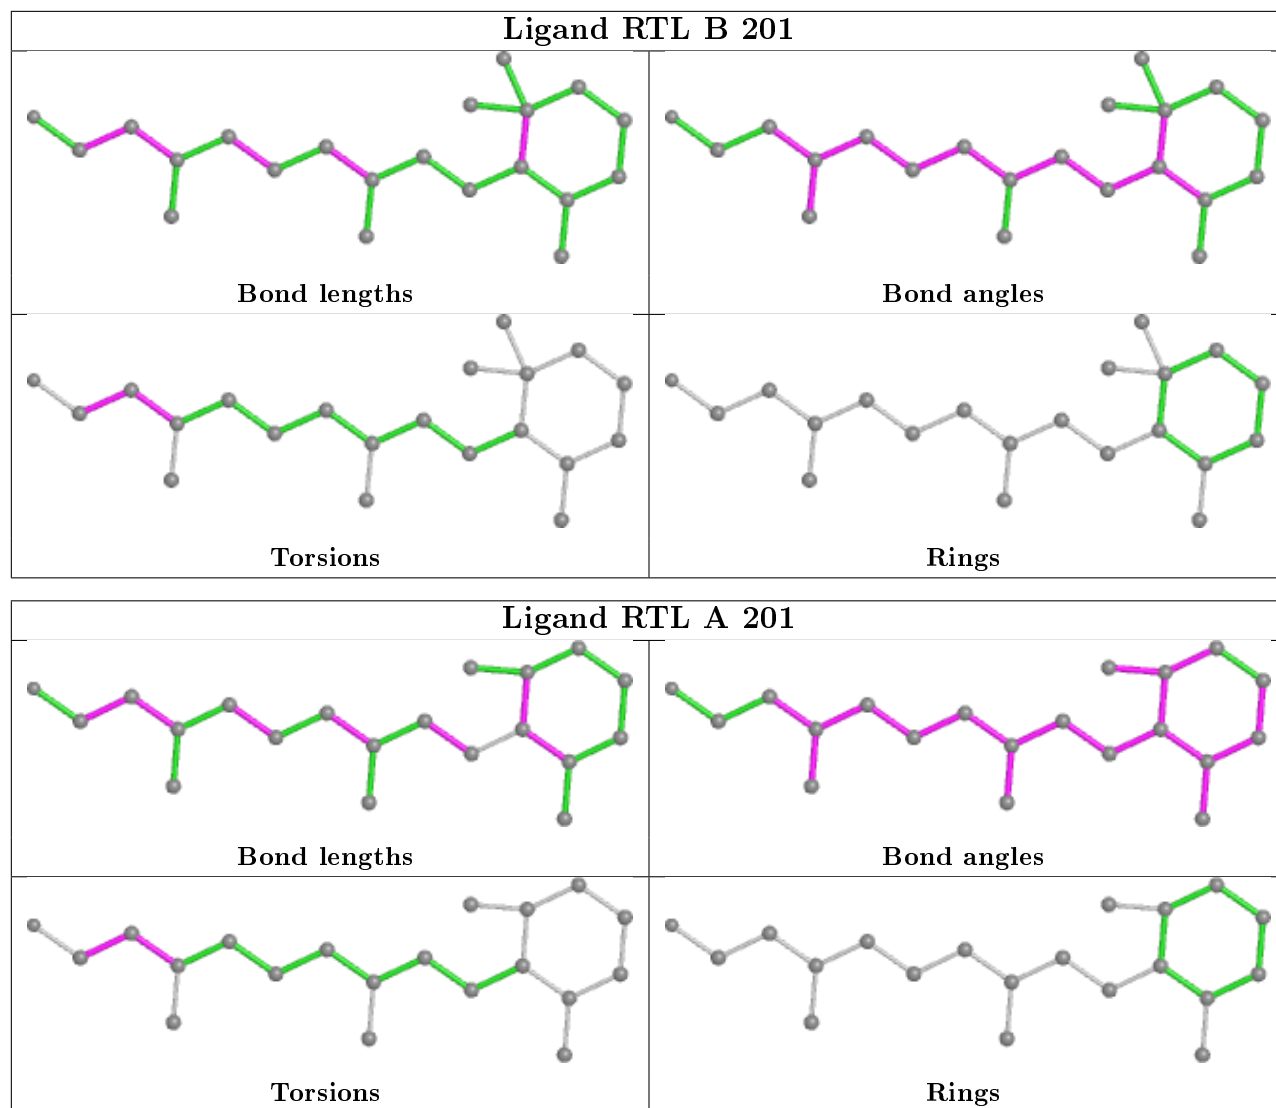 Ligand RTL B 201
Bond lengths
Bond angles
Torsions
Rings
Ligand RTL A 201
Bond lengths
Bond angles
Torsions
Rings